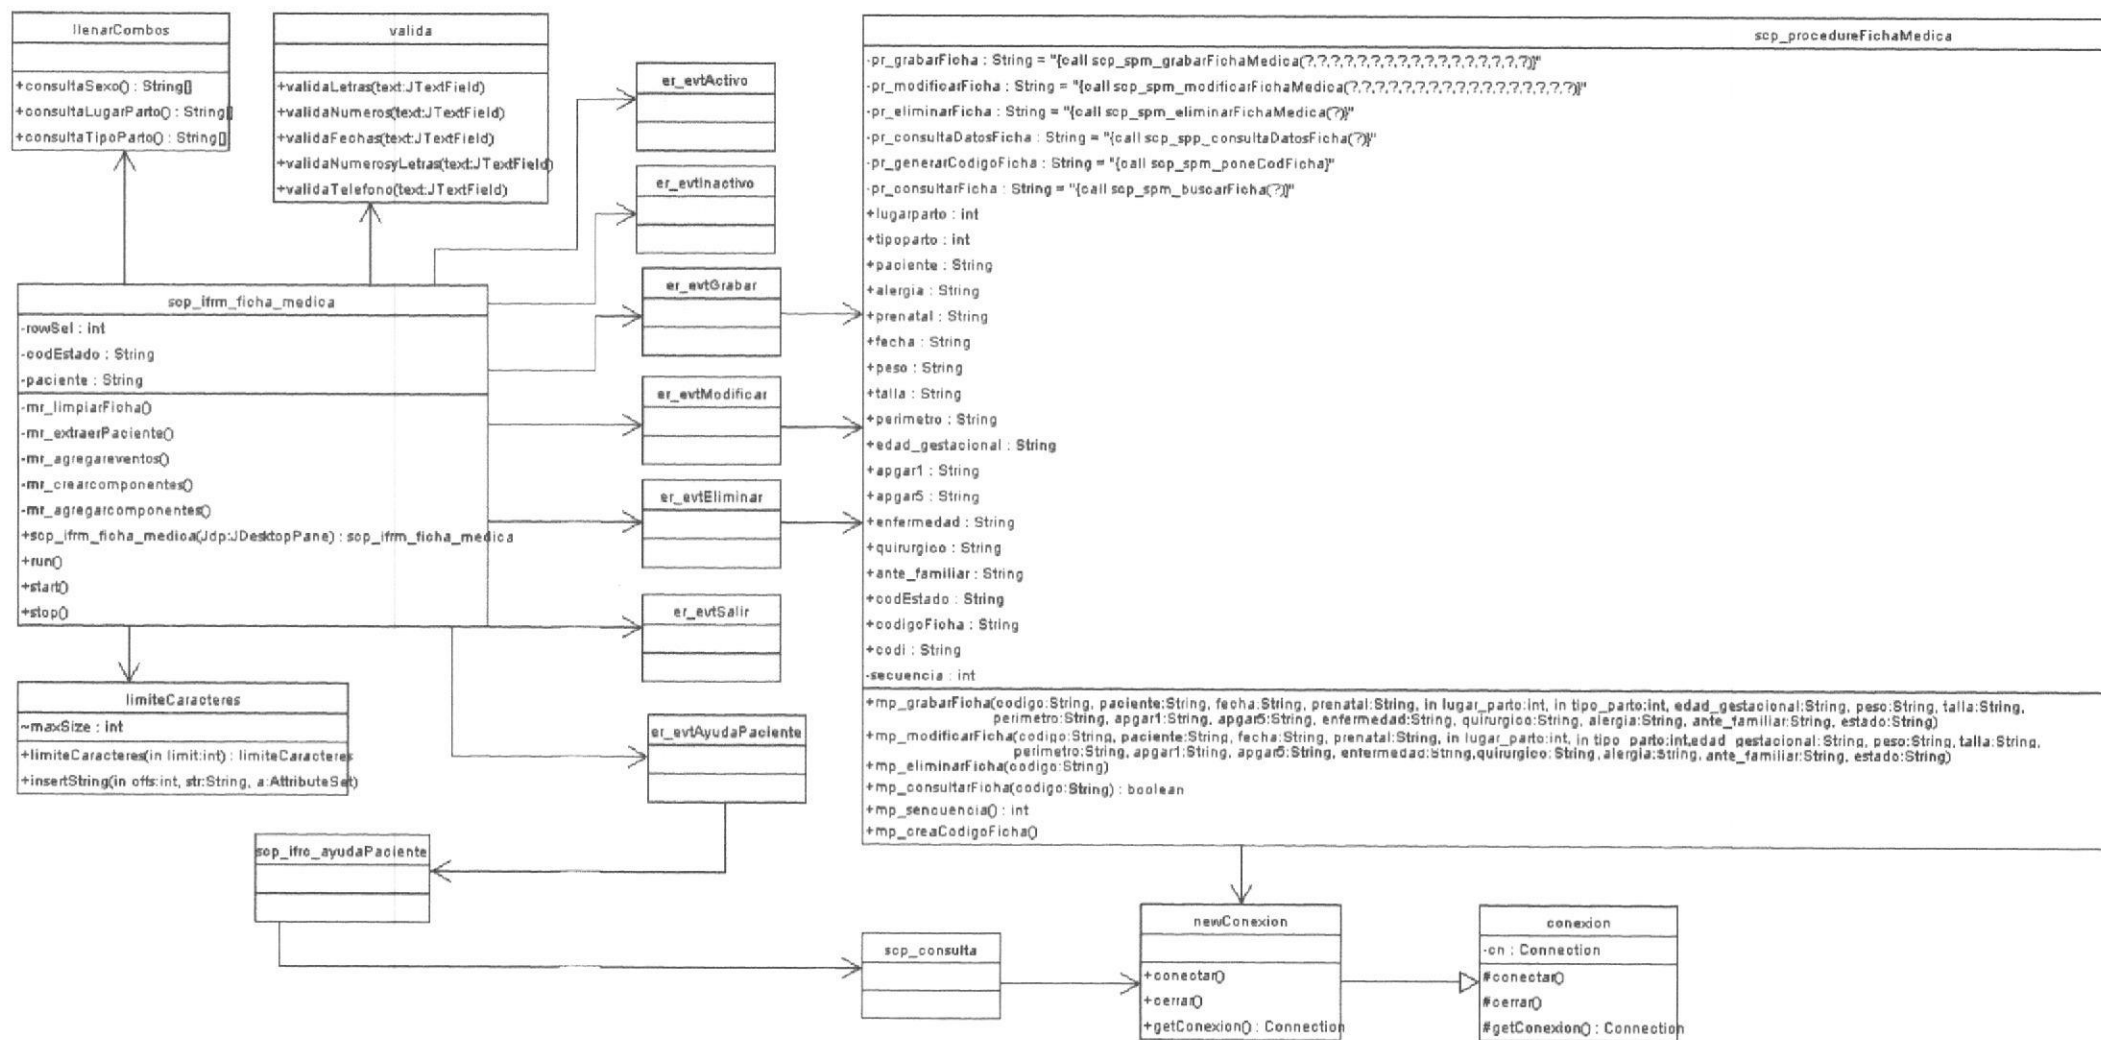 llenarCombos
+consultaSexo() : String[]
+consultaLugarParto() : String[]
+consultaTipoParto() : String[]
valida
+validaLetras(text:JTextField)
+validaNumeros(text:JTextField)
+validaFechas(text:JTextField)
+validaNumerosyLetras(text:JTextField)
+validaTelefono(text:JTextField)
scp_ifrm_ficha_medica
-rowSel : int
-codEstado : String
-paciente : String
-mr_limpiarFicha()
-mr_extraerPaciente()
-mr_agregareventos()
-mr_crearcomponentes()
-mr_agregarcomponentes()
+scp_ifrm_ficha_medica(Jdp:JDesktopPane) : scp_ifrm_ficha_medica
+run()
+start()
+stop()
limiteCaracteres
~maxSize : int
+limiteCaracteres(in limit:int) : limiteCaracteres
+insertString(in offs:int, str:String, a:AttributeSet)
er_evtActivo
er_evtInactivo
er_evtGrabar
er_evtModificar
er_evtEliminar
er_evtSalir
er_evtAyudaPaciente
scp_ifrc_ayudaPaciente
scp_procedureFichaMedica
-pr_grabarFicha : String = "{call scp_spm_grabarFichaMedica(?,?,?,?,?,?,?,?,?,?,?,?,?,?,?,?,?)}"
-pr_modificarFicha : String = "{call scp_spm_modificarFichaMedica(?,?,?,?,?,?,?,?,?,?,?,?,?,?,?,?,?)}"
-pr_eliminarFicha : String = "{call scp_spm_eliminarFichaMedica(?)}"
-pr_consultaDatosFicha : String = "{call scp_spp_consultaDatosFicha(?)}"
-pr_generarCodigoFicha : String = "{call scp_spm_poneCodFicha}"
-pr_consultarFicha : String = "{call scp_spm_buscarFicha(?)}"
+lugarparto : int
+tipoparto : int
+paciente : String
+alergia : String
+prenatal : String
+fecha : String
+peso : String
+talla : String
+perimetro : String
+edad_gestacional : String
+apgar1 : String
+apgar5 : String
+enfermedad : String
+quirurgico : String
+ante_familiar : String
+codEstado : String
+codigoFicha : String
+codi : String
-secuencia : int
+mp_grabarFicha(codigo:String, paciente:String, fecha:String, prenatal:String, in lugar_parto:int, in tipo_parto:int, edad_gestacional:String, peso:String, talla:String,
perimetro:String, apgar1:String, apgar5:String, enfermedad:String, quirurgico:String, alergia:String, ante_familiar:String, estado:String)
+mp_modificarFicha(codigo:String, paciente:String, fecha:String, prenatal:String, in lugar_parto:int, in tipo_parto:int,edad_gestacional:String, peso:String, talla:String,
perimetro:String, apgar1:String, apgar5:String, enfermedad:String,quirurgico:String, alergia:String, ante_familiar:String, estado:String)
+mp_eliminarFicha(codigo:String)
+mp_consultarFicha(codigo:String) : boolean
+mp_sencuencia() : int
+mp_creaCodigoFicha()
scp_consulta
newConexion
+conectar()
+cerrar()
+getConexion() : Connection
conexion
-cn : Connection
#conectar()
#cerrar()
#getConexion() : Connection